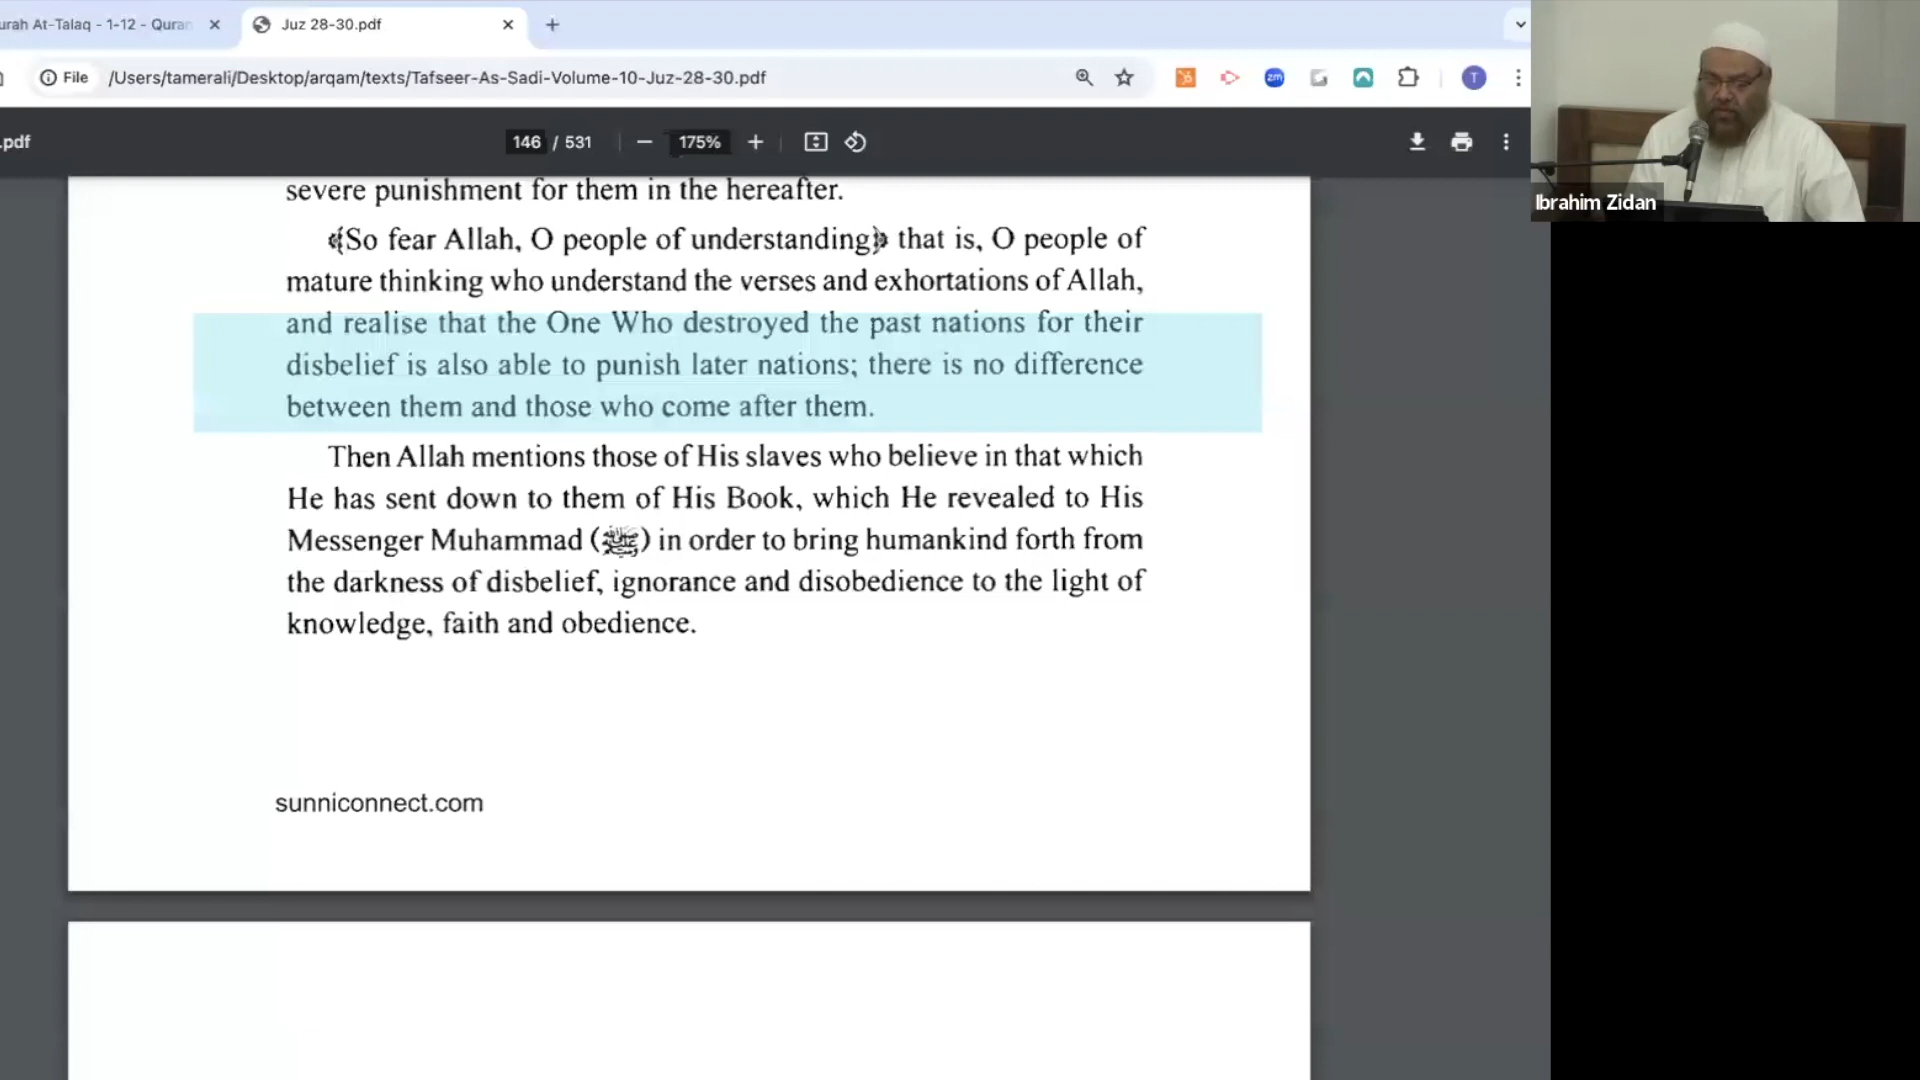 urah At-Talaq - 1-12 - Quran
Juz 28-30.pdf
File
/Users/tamerali/Desktop/arqam/texts/Tafseer-As-Sadi-Volume-10-Juz-28-30.pdf
zm
T
.pdf
146 / 531
175%
Ibrahim Zidan
severe punishment for them in the hereafter.
﴾So fear Allah, O people of understanding﴿ that is, O people of
mature thinking who understand the verses and exhortations of Allah,
and realise that the One Who destroyed the past nations for their
disbelief is also able to punish later nations; there is no difference
between them and those who come after them.
Then Allah mentions those of His slaves who believe in that which
He has sent down to them of His Book, which He revealed to His
Messenger Muhammad (ﷺ) in order to bring humankind forth from
the darkness of disbelief, ignorance and disobedience to the light of
knowledge, faith and obedience.
sunniconnect.com